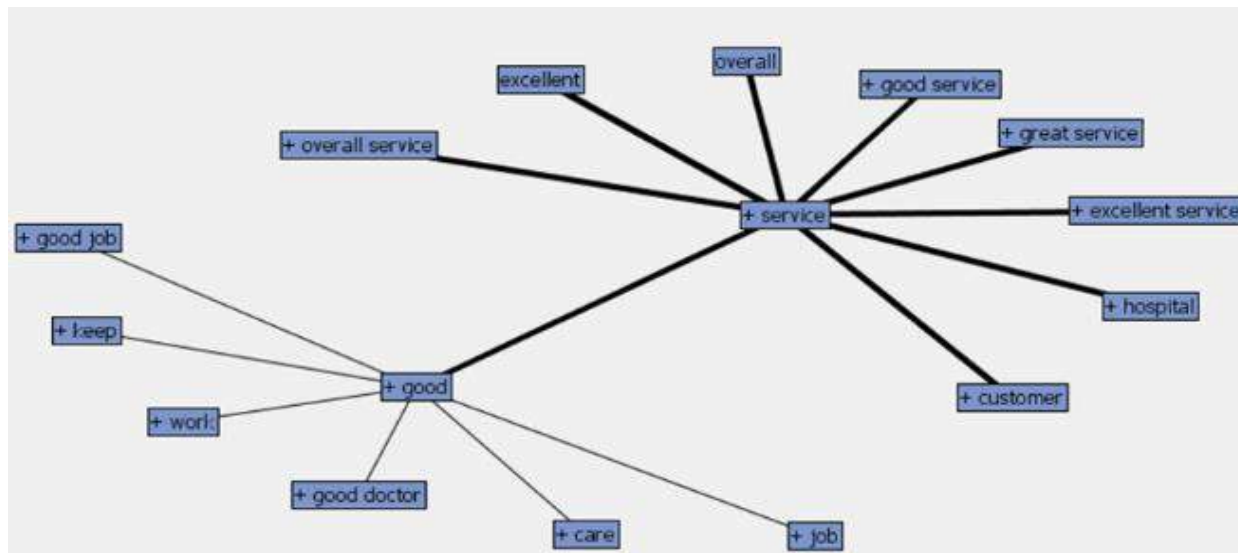 overall
excellent
+ good service
+ great service
+ overall service
+ excellent service
+ service
+ good job
+ hospital
+ keep
+ good
+ customer
+ work
+ good doctor
+ care
+ job